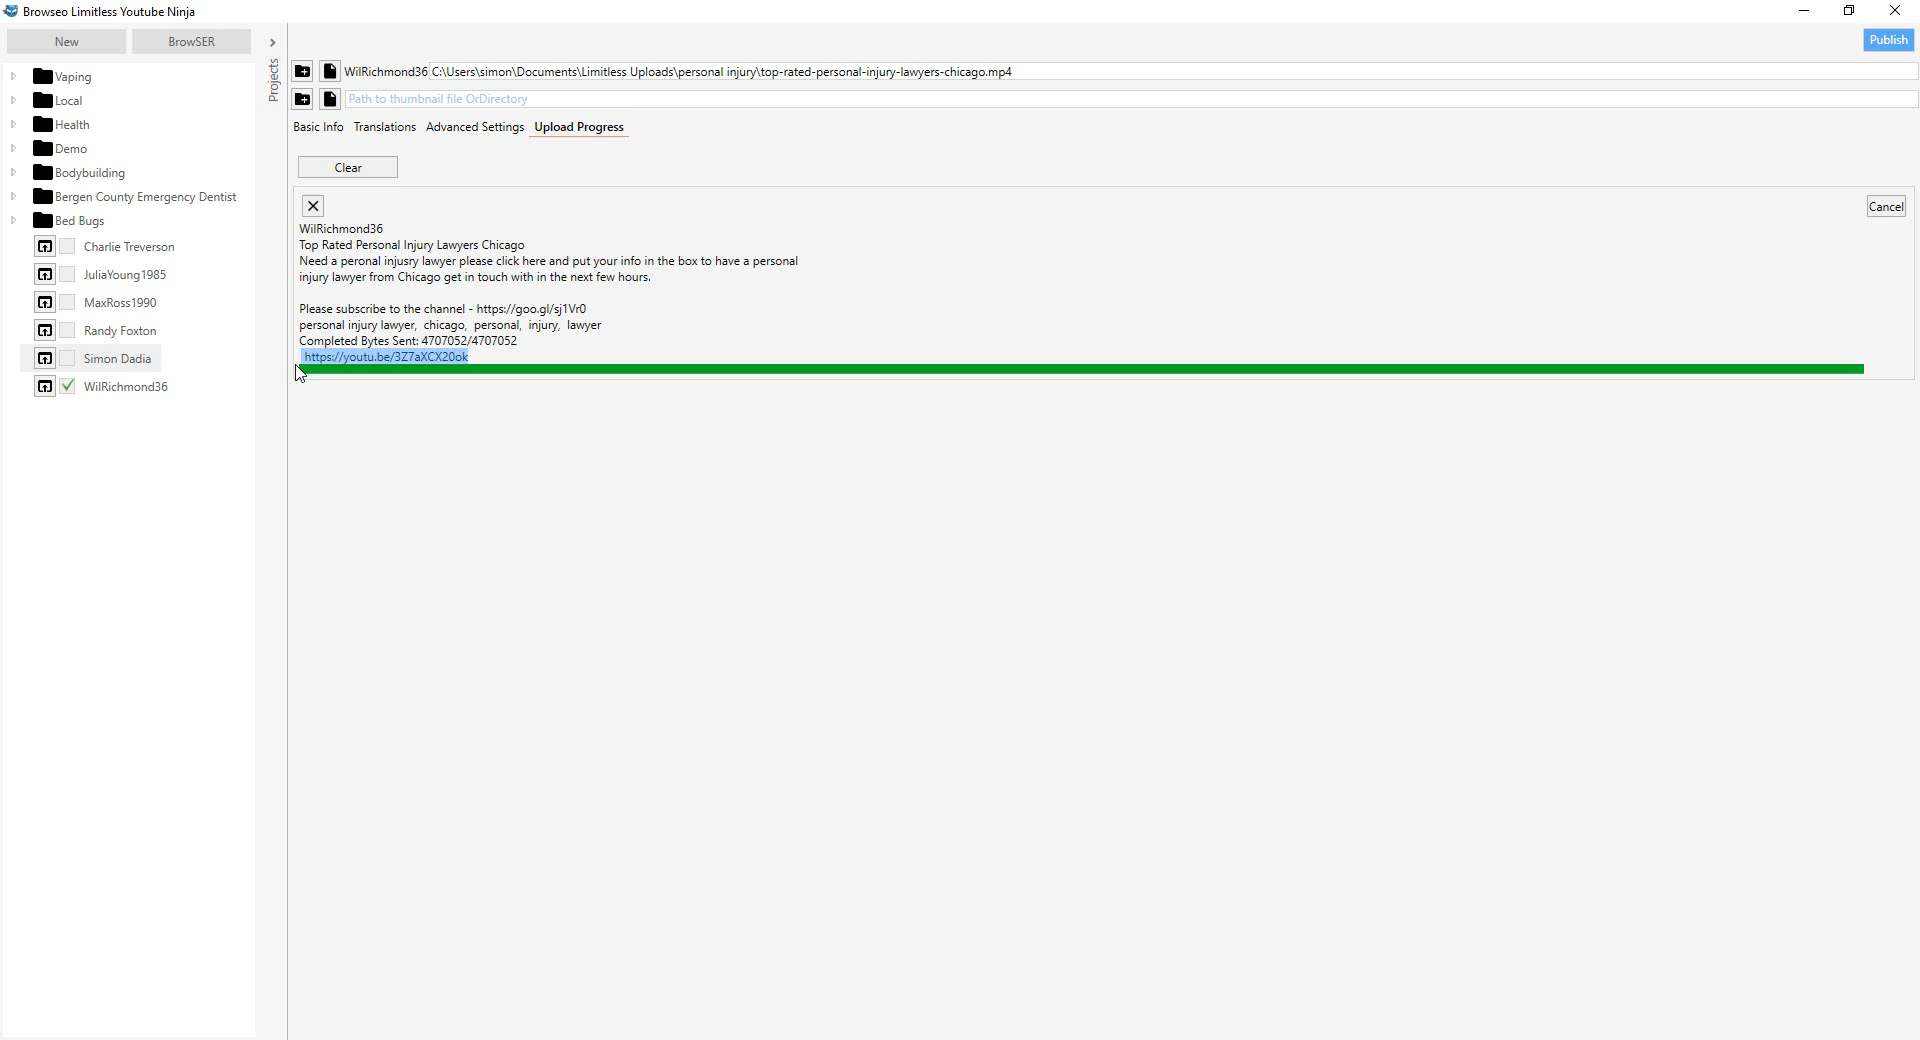 Browseo Limitless Youtube Ninja
New
BrowSER
Projects
Vaping
Local
Health
Demo
Bodybuilding
Bergen County Emergency Dentist
Bed Bugs
Charlie Treverson
JuliaYoung1985
MaxRoss1990
Randy Foxton
Simon Dadia
WilRichmond36
Publish
WilRichmond36 C:\Users\simon\Documents\Limitless Uploads\personal injury\top-rated-personal-injury-lawyers-chicago.mp4
Path to thumbnail file OrDirectory
Basic Info Translations Advanced Settings Upload Progress
Clear
Cancel
WilRichmond36
Top Rated Personal Injury Lawyers Chicago
Need a peronal injusry lawyer please click here and put your info in the box to have a personal
injury lawyer from Chicago get in touch with in the next few hours.
Please subscribe to the channel - https://goo.gl/sj1Vr0
personal injury lawyer, chicago, personal, injury, lawyer
Completed Bytes Sent: 4707052/4707052
https://youtu.be/3Z7aXCX20ok